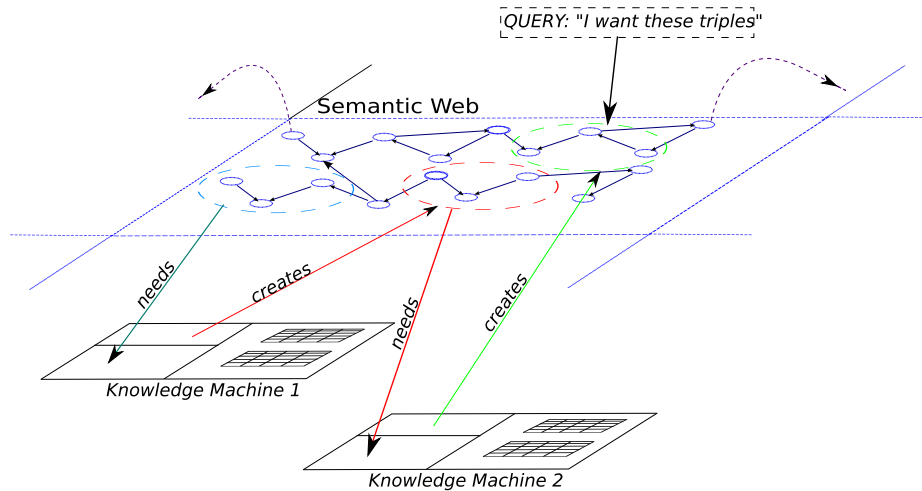 QUERY: "I want these triples"
Semantic Web
needs
creates
needs
creates
Knowledge Machine 1
Knowledge Machine 2